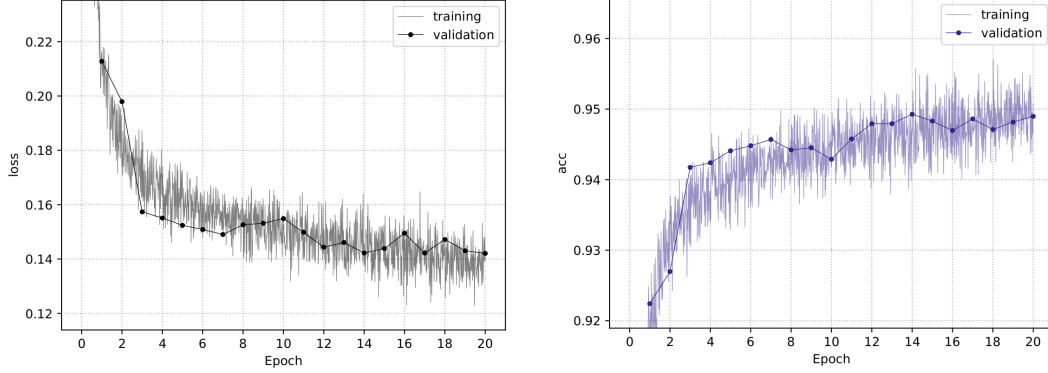 training
validation
loss
0.22
0.20
0.18
0.16
0.14
0.12
0 2 4 6 8 10 12 14 16 18 20
Epoch
training
validation
acc
0.96
0.95
0.94
0.93
0.92
0 2 4 6 8 10 12 14 16 18 20
Epoch